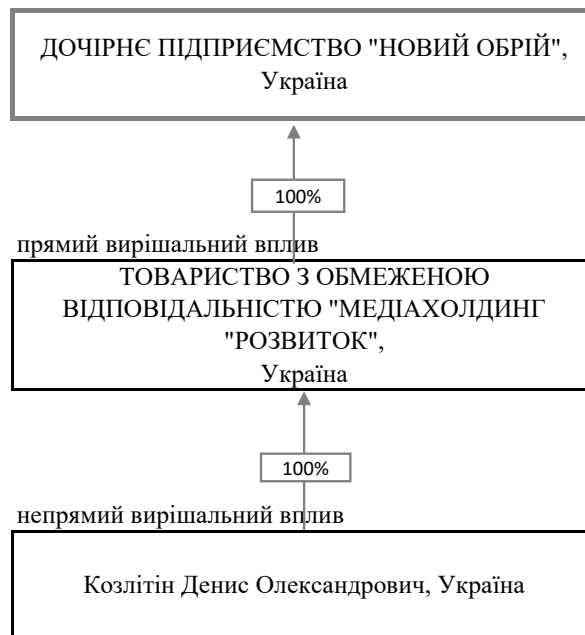 ДОЧІРНЄ ПІДПРИЄМСТВО "НОВИЙ ОБРІЙ",
Україна
100%
прямий вирішальний вплив
ТОВАРИСТВО З ОБМЕЖЕНОЮ
ВІДПОВІДАЛЬНІСТЮ "МЕДІАХОЛДИНГ
"РОЗВИТОК",
Україна
100%
непрямий вирішальний вплив
Козлітін Денис Олександрович, Україна